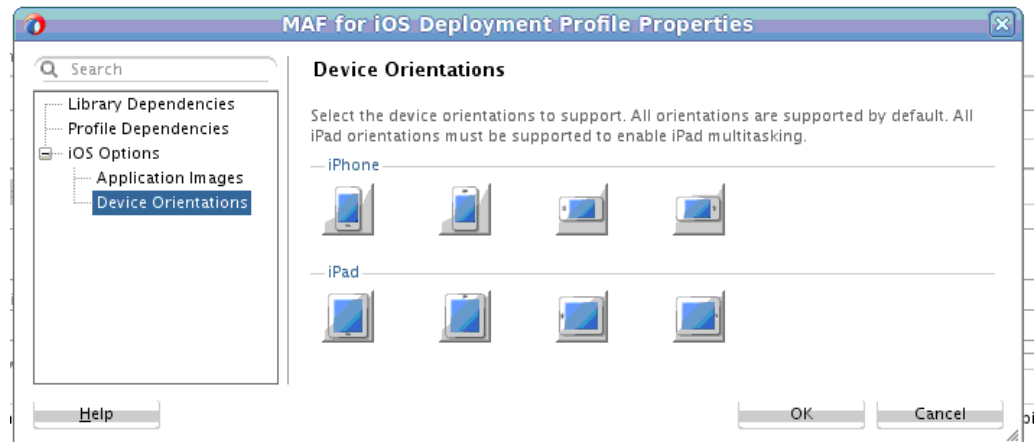 MAF for iOS Deployment Profile Properties
Search
Library Dependencies
Profile Dependencies
iOS Options
Application Images
Device Orientations
Device Orientations
Select the device orientations to support. All orientations are supported by default. All
iPad orientations must be supported to enable iPad multitasking.
iPhone
iPad
Help
OK
Cancel